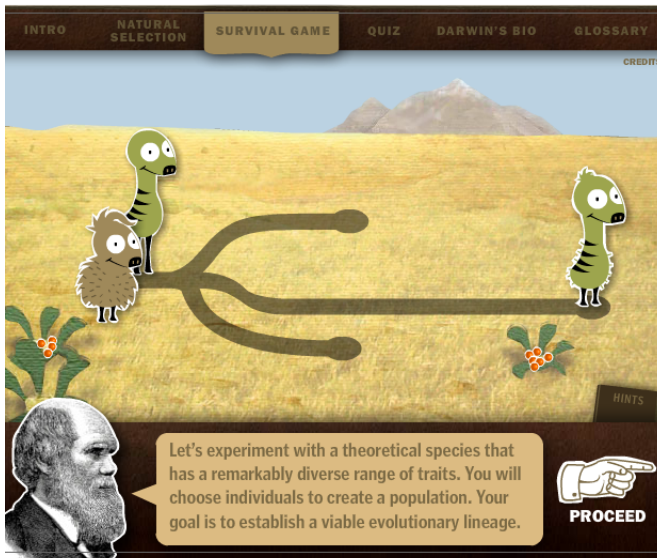 INTRO
NATURAL
SELECTION
SURVIVAL GAME
QUIZ
DARWIN'S BIO
GLOSSARY
CREDITS
HINTS
Let's experiment with a theoretical species that
has a remarkably diverse range of traits. You will
choose individuals to create a population. Your
goal is to establish a viable evolutionary lineage.
PROCEED